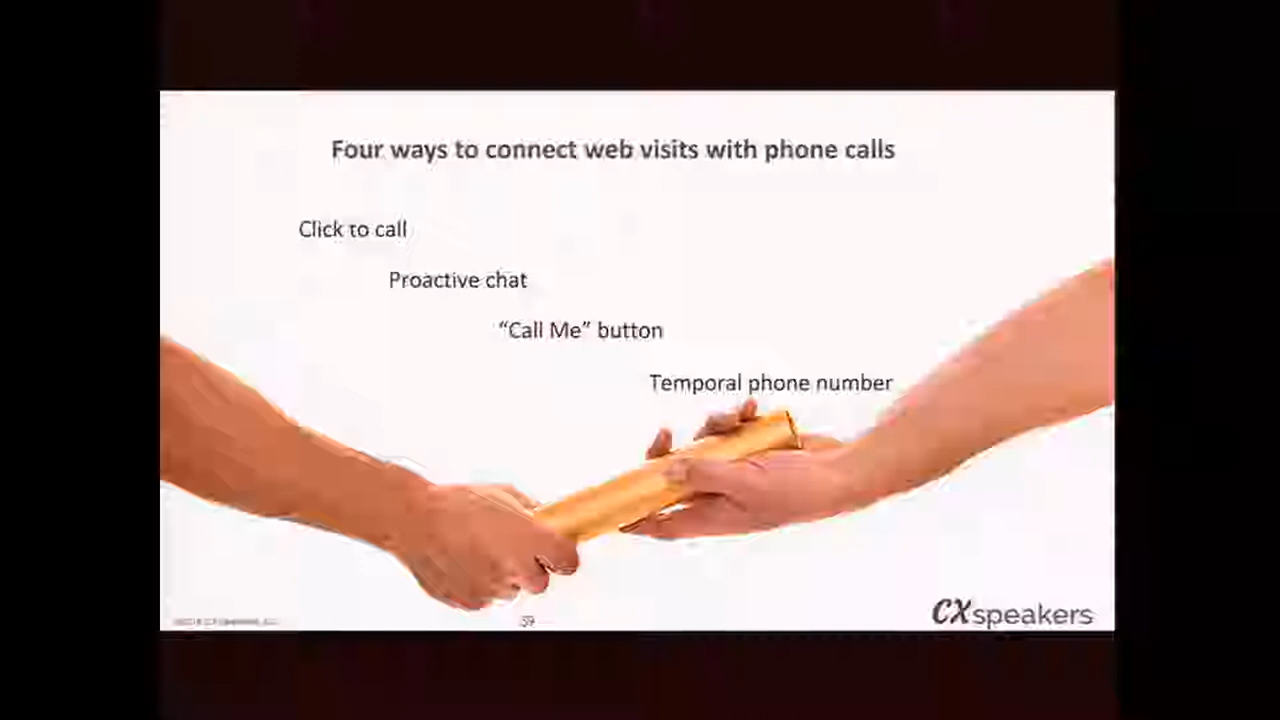 Four ways to connect web visits with phone calls
Click to call
Proactive chat
“Call Me” button
Temporal phone number
39
CXspeakers